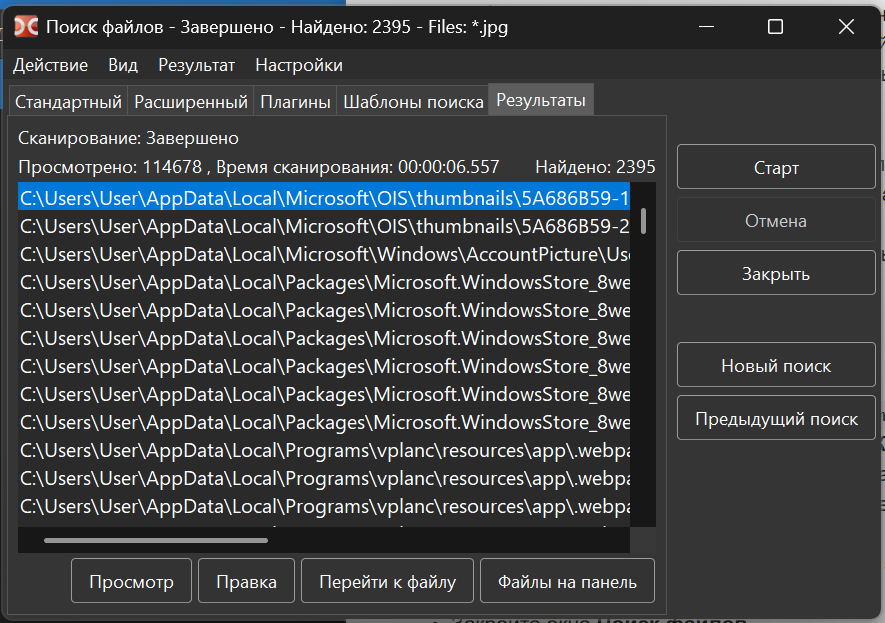 Поиск файлов - Завершено - Найдено: 2395 - Files: *.jpg
Действие Вид Результат Настройки
Стандартный Расширенный Плагины Шаблоны поиска Результаты
Сканирование: Завершено
Просмотрено: 114678 , Время сканирования: 00:00:06.557 Найдено: 2395
C:\Users\User\AppData\Local\Microsoft\OIS\thumbnails\5A686B59-1
C:\Users\User\AppData\Local\Microsoft\OIS\thumbnails\5A686B59-2
C:\Users\User\AppData\Local\Microsoft\Windows\AccountPicture\Use
C:\Users\User\AppData\Local\Packages\Microsoft.WindowsStore_8we
C:\Users\User\AppData\Local\Packages\Microsoft.WindowsStore_8we
C:\Users\User\AppData\Local\Packages\Microsoft.WindowsStore_8we
C:\Users\User\AppData\Local\Packages\Microsoft.WindowsStore_8we
C:\Users\User\AppData\Local\Packages\Microsoft.WindowsStore_8we
C:\Users\User\AppData\Local\Packages\Microsoft.WindowsStore_8we
C:\Users\User\AppData\Local\Programs\vplanc\resources\app\.webpa
C:\Users\User\AppData\Local\Programs\vplanc\resources\app\.webpa
C:\Users\User\AppData\Local\Programs\vplanc\resources\app\.webpa
Старт
Отмена
Закрыть
Новый поиск
Предыдущий поиск
Просмотр Правка Перейти к файлу Файлы на панель
Закройте окно Поиск файлов